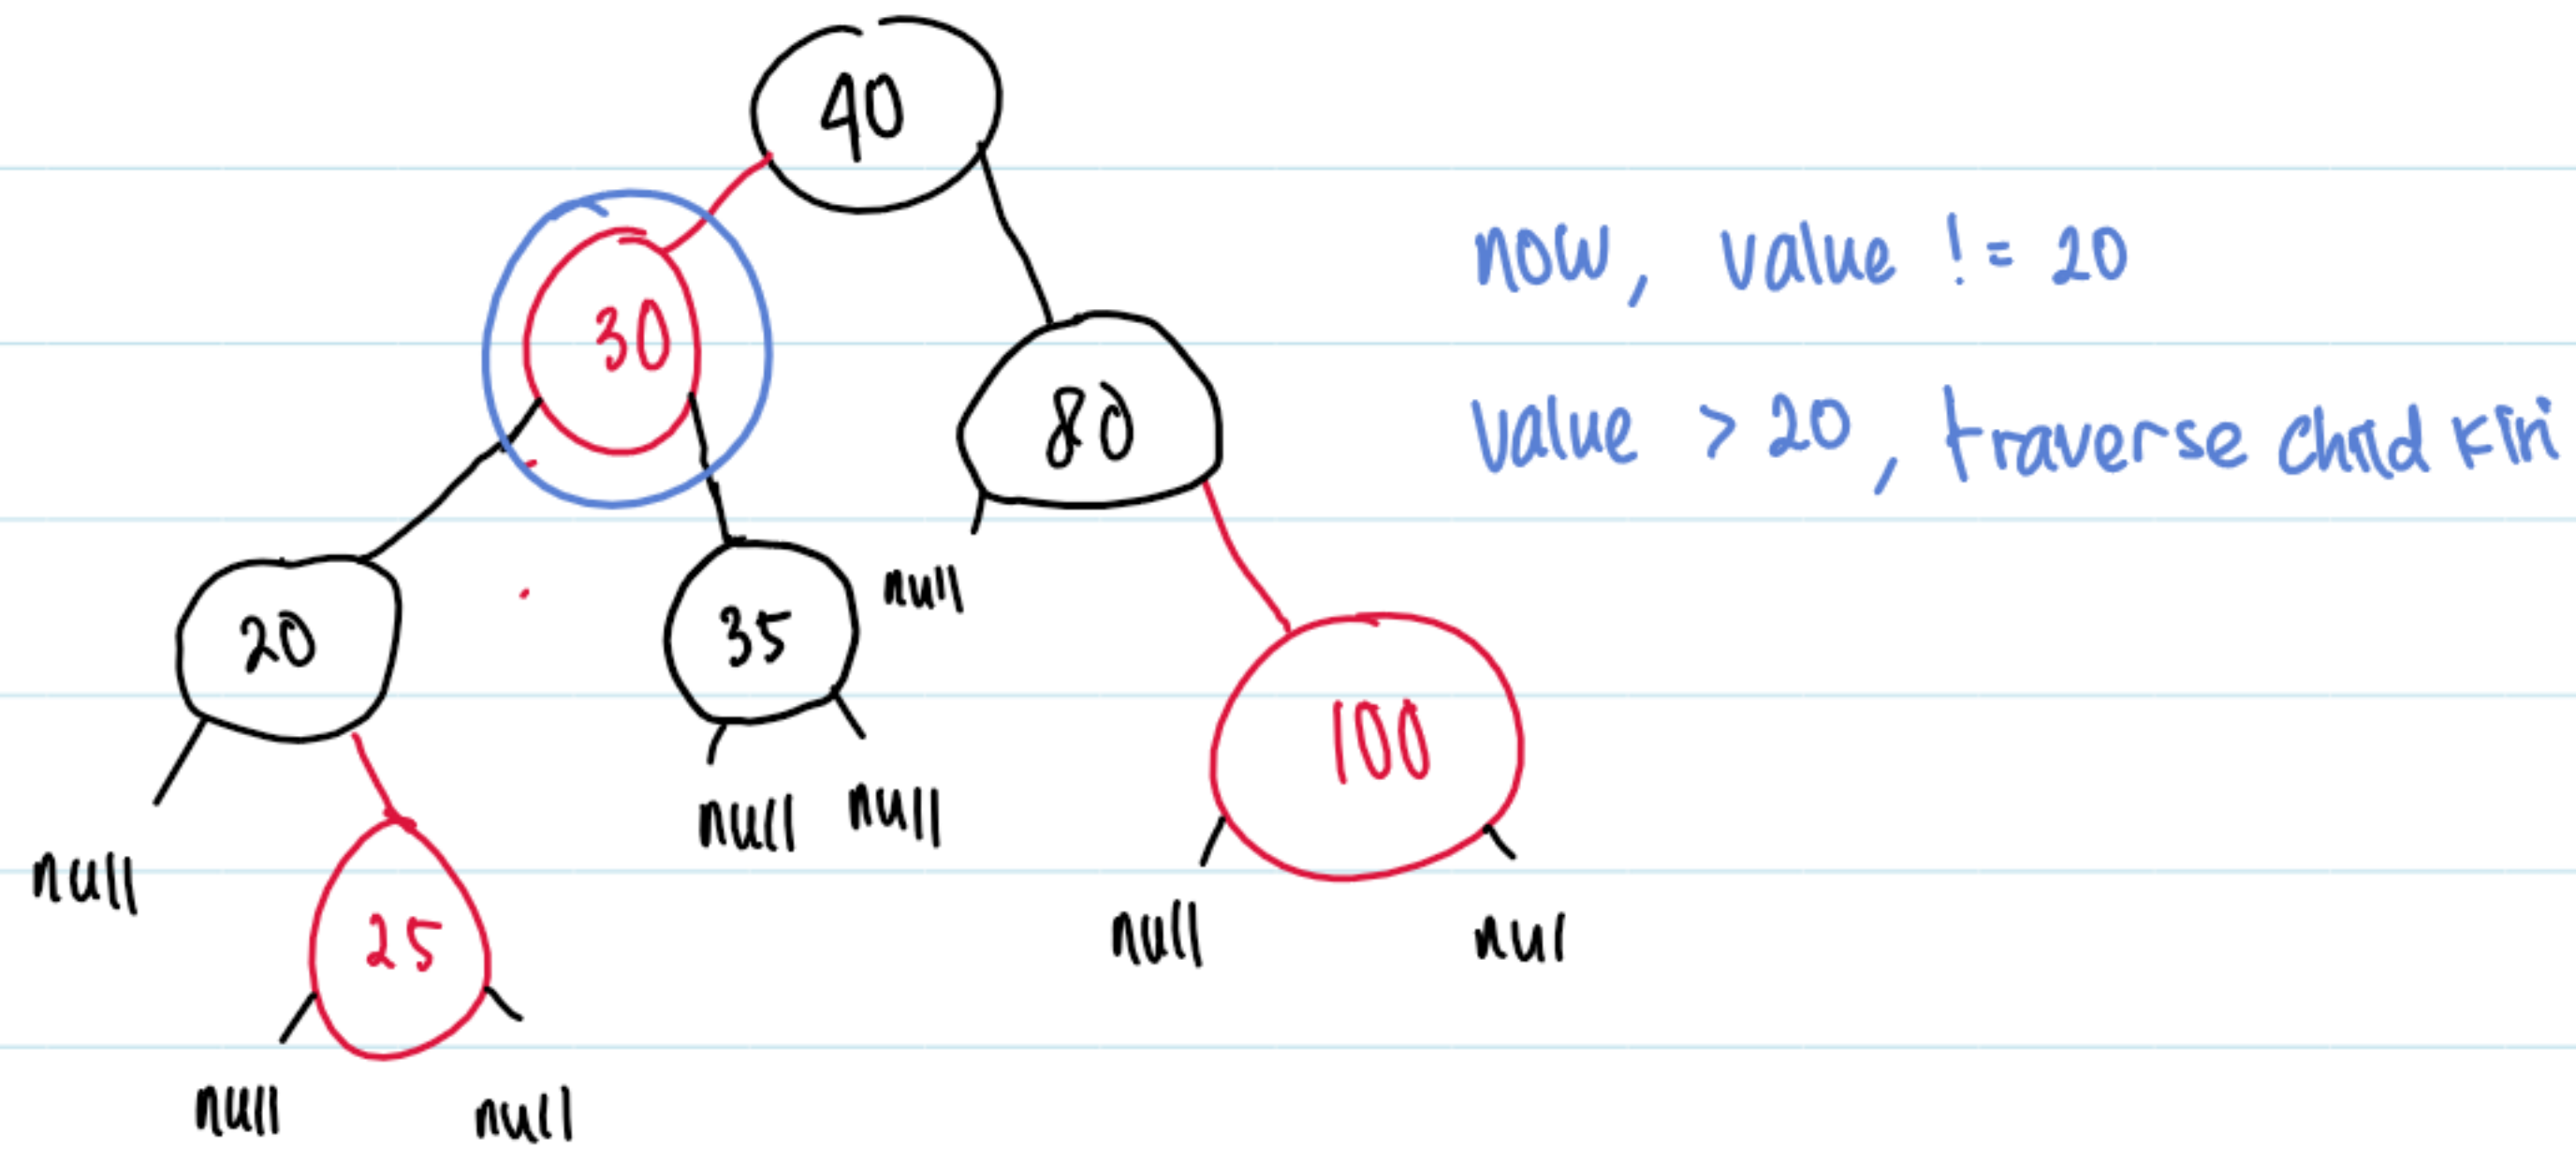 40
now, value != 20
30
value > 20, traverse child kiri
80
null
20
35
100
null
null
null
25
null
nul
null
null